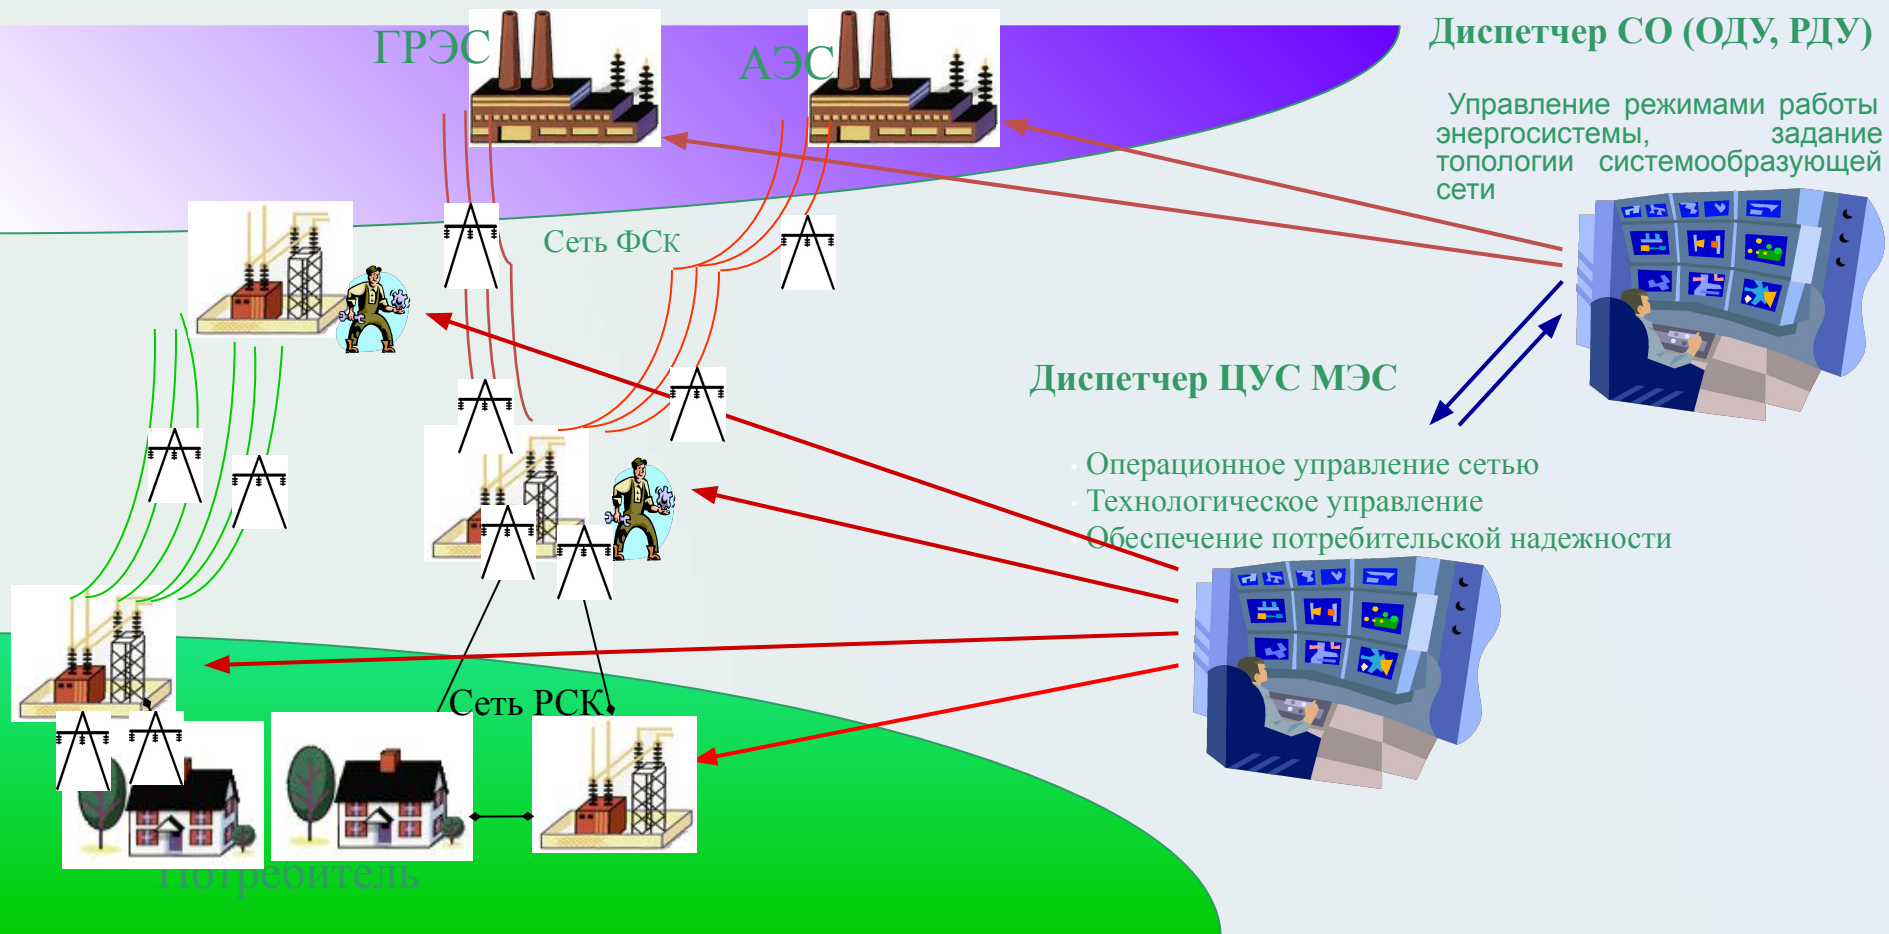 ГРЭС
АЭС
Диспетчер СО (ОДУ, РДУ)
Управление режимами работы
энергосистемы, задание
топологии системообразующей
сети
Сеть ФСК
Диспетчер ЦУС МЭС
Операционное управление сетью
Технологическое управление
Обеспечение потребительской надежности
Сеть РСК
Потребитель